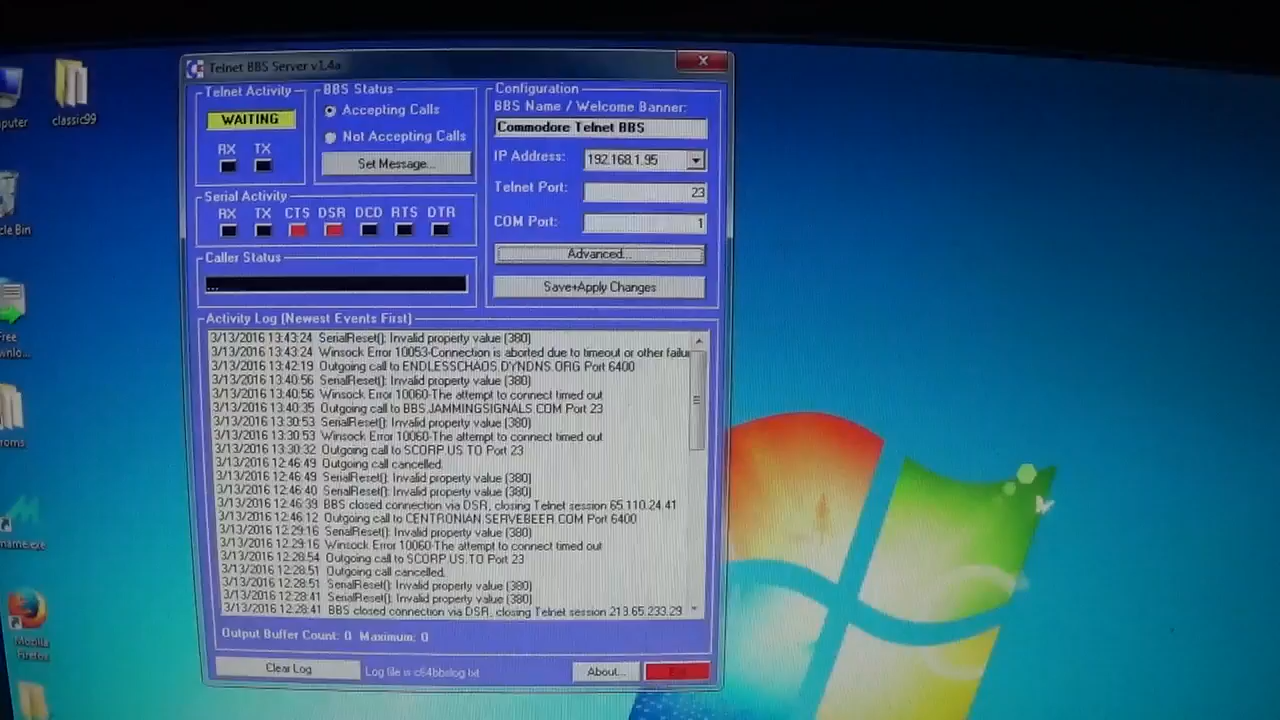 Telnet BBS Server v1.4a
Telnet Activity
WAITING
RX TX
BBS Status
Accepting Calls
Not Accepting Calls
Set Message...
Serial Activity
RX TX CTS DSR DCD RTS DTR
Caller Status
...
Configuration
BBS Name / Welcome Banner:
Commodore Telnet BBS
IP Address: 192.168.1.95
Telnet Port: 23
COM Port: 1
Advanced...
Save+Apply Changes
Activity Log (Newest Events First)
3/13/2016 13:43:24 SerialReset(): Invalid property value (380)
3/13/2016 13:43:24 Winsock Error 10053-Connection is aborted due to timeout or other failu
3/13/2016 13:42:19 Outgoing call to ENDLESSCHAOS.DYNDNS.ORG Port 6400
3/13/2016 13:40:56 SerialReset(): Invalid property value (380)
3/13/2016 13:40:56 Winsock Error 10060-The attempt to connect timed out
3/13/2016 13:40:35 Outgoing call to BBS.JAMMINGSIGNALS.COM Port 23
3/13/2016 13:30:53 SerialReset(): Invalid property value (380)
3/13/2016 13:30:53 Winsock Error 10060-The attempt to connect timed out
3/13/2016 13:30:32 Outgoing call to SCORP.US.TO Port 23
3/13/2016 12:46:49 Outgoing call cancelled.
3/13/2016 12:46:49 SerialReset(): Invalid property value (380)
3/13/2016 12:46:40 SerialReset(): Invalid property value (380)
3/13/2016 12:46:39 BBS closed connection via DSR, closing Telnet session 65.110.24.41
3/13/2016 12:46:12 Outgoing call to CENTRONIAN.SERVEBEER.COM Port 6400
3/13/2016 12:29:16 SerialReset(): Invalid property value (380)
3/13/2016 12:29:16 Winsock Error 10060-The attempt to connect timed out
3/13/2016 12:28:54 Outgoing call to SCORP.US.TO Port 23
3/13/2016 12:28:51 Outgoing call cancelled.
3/13/2016 12:28:51 SerialReset(): Invalid property value (380)
3/13/2016 12:28:41 SerialReset(): Invalid property value (380)
3/13/2016 12:28:41 BBS closed connection via DSR, closing Telnet session 213.65.233.29
Output Buffer Count: 0 Maximum: 0
Clear Log
Log file is c64bbslog.txt
About...
Exit
puter
classic99
cle Bin
Free
wnlo...
roms
mame.exe
Mozilla
Firefox